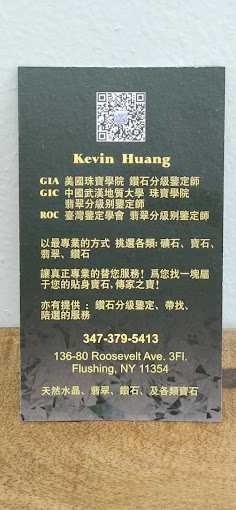 Kevin Huang
GIA 美國珠寶學院 鑽石分級鑒定師
GIC 中國武漢地質大學 珠寶學院
翡翠分級别鉴定師
ROC 臺灣鉴定學會 翡翠分級别鉴定師
以最專業的方式 挑選各類：礦石、寶石、
翡翠、鑽石
讓真正專業的替您服務！爲您找一塊屬
于您的貼身寶石,傳家之寶！
亦有提供 ：鑽石分級鑒定、帶找、
陪選的服務
347-379-5413
136-80 Roosevelt Ave. 3Fl,
Flushing, NY 11354
天然水晶、翡翠、鑽石、及各類寶石